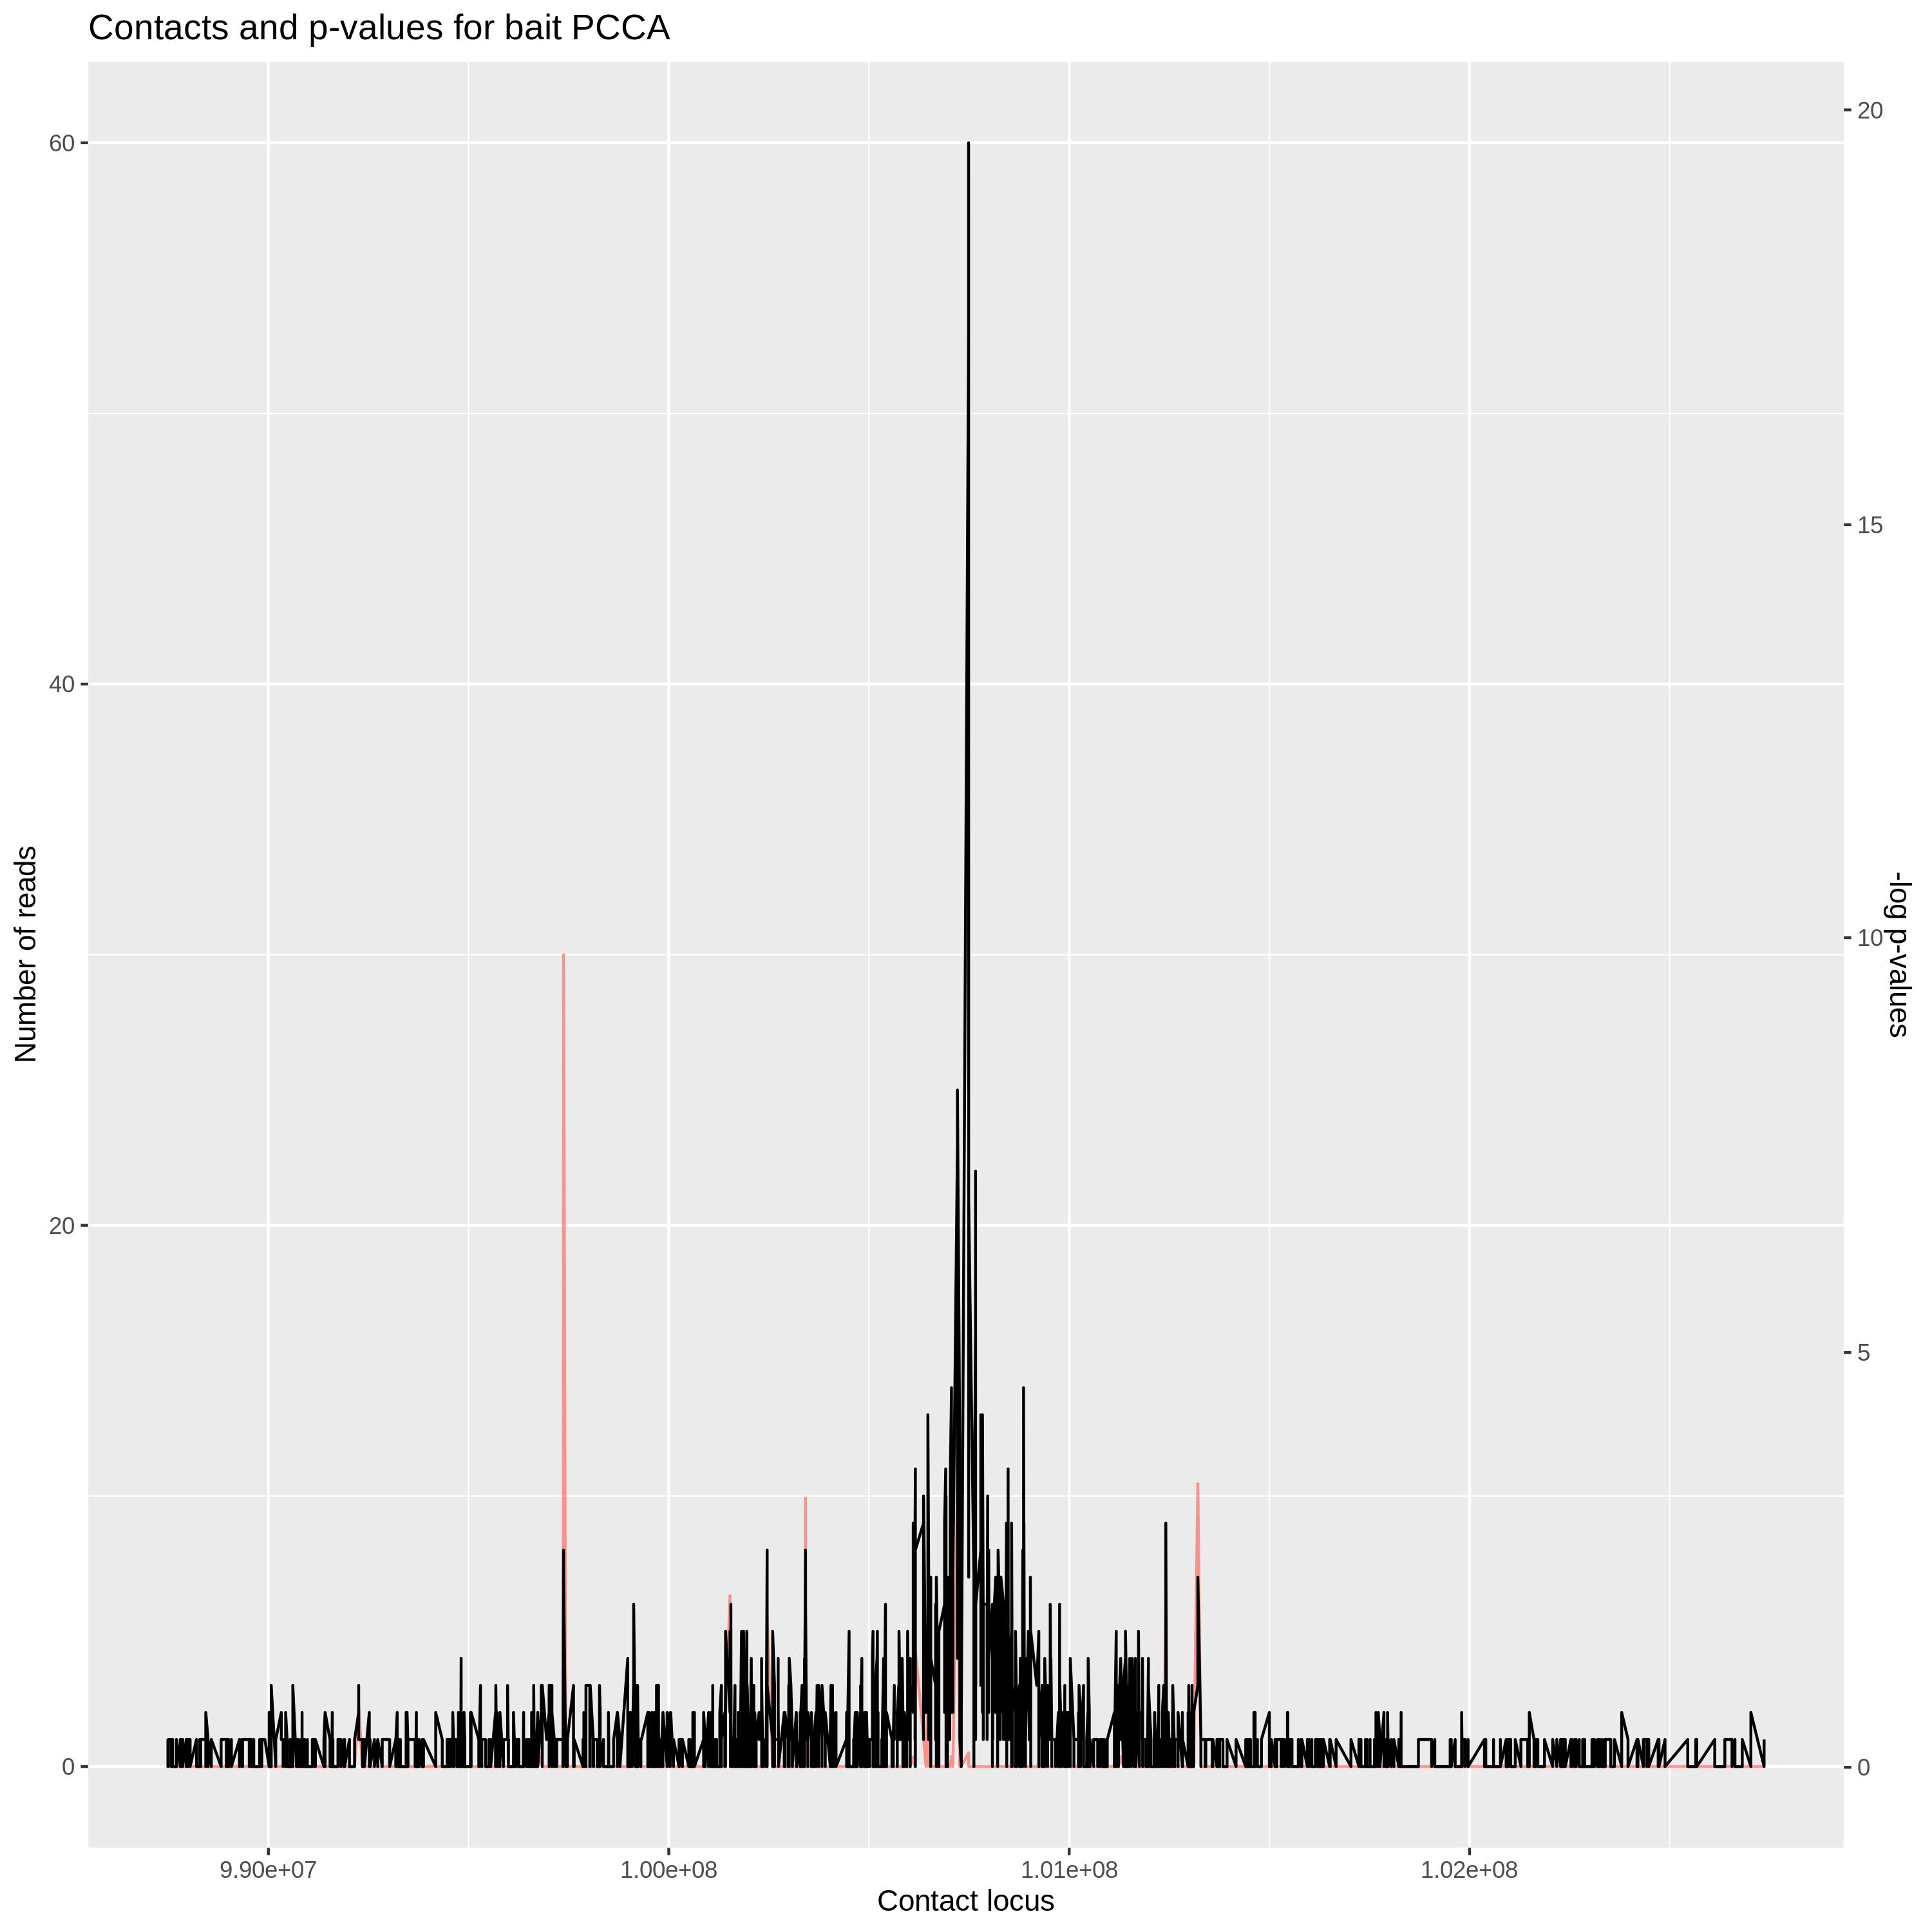 Contacts and p-values for bait PCCA
60
40
20
0
Number of reads
20
15
10
5
0
-log p-values
9.90e+07
1.00e+08
1.01e+08
1.02e+08
Contact locus